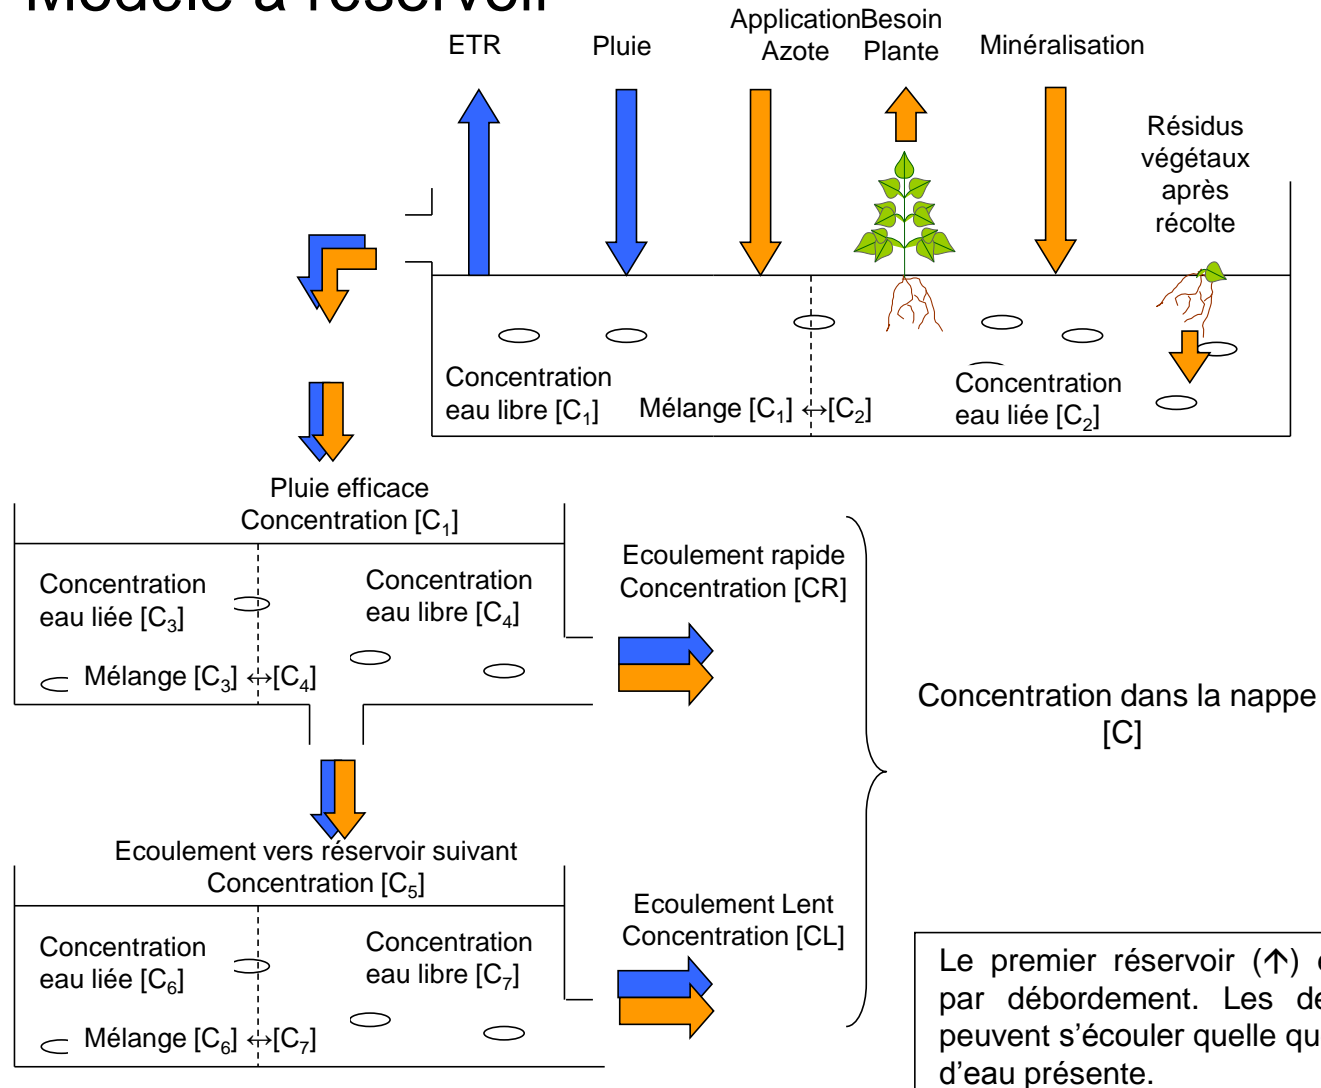 Modèle à réservoir
ETR
Pluie
Application
Azote
Besoin
Plante
Minéralisation
Résidus
végétaux
après
récolte
Concentration
eau libre [C₁]
Mélange [C₁] ↔[C₂]
Concentration
eau liée [C₂]
Pluie efficace
Concentration [C₁]
Concentration
eau liée [C₃]
Concentration
eau libre [C₄]
Mélange [C₃] ↔[C₄]
Ecoulement rapide
Concentration [CR]
Concentration dans la nappe
[C]
Ecoulement vers réservoir suivant
Concentration [C₅]
Concentration
eau liée [C₆]
Concentration
eau libre [C₇]
Mélange [C₆] ↔[C₇]
Ecoulement Lent
Concentration [CL]
Le premier réservoir (↑)
par débordement. Les
peuvent s'écouler quelle
d'eau présente.